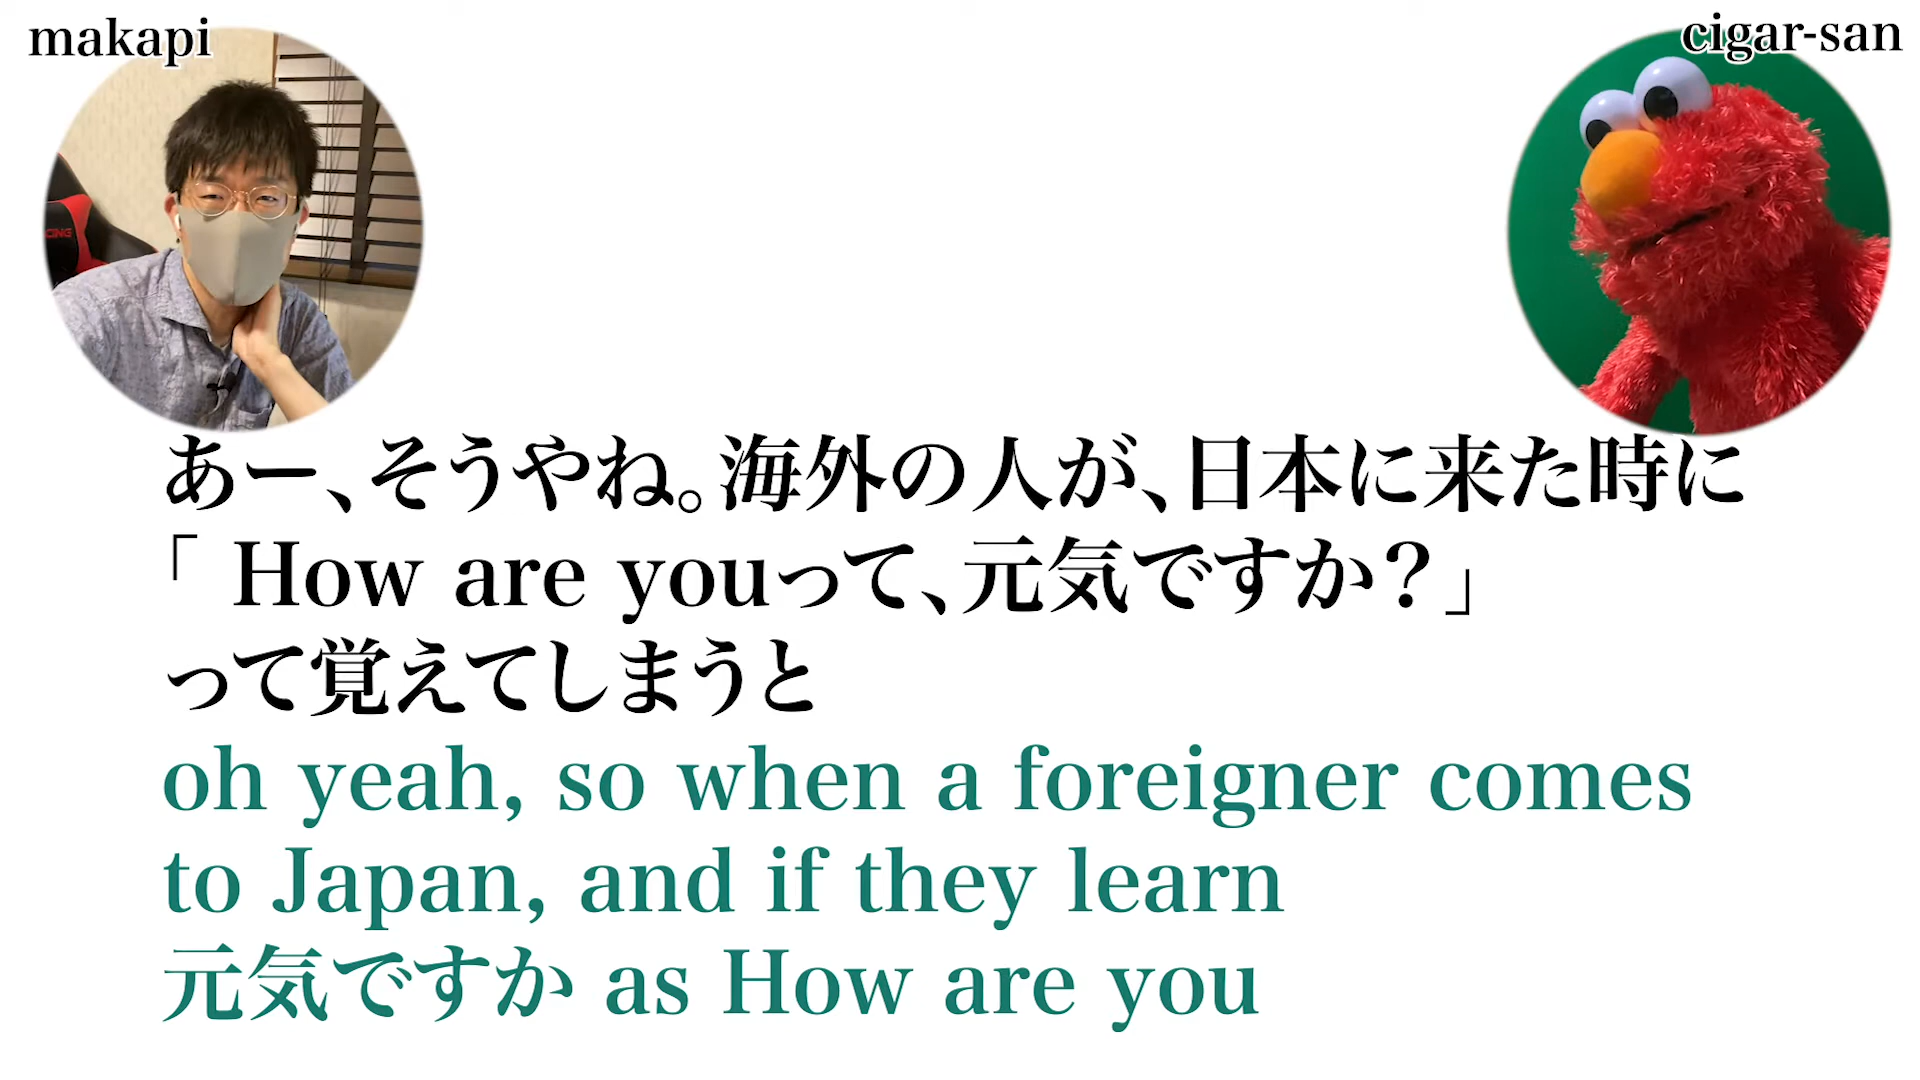 makapi
cigar-san
CING
あー、そうやね。海外の人が、日本に来た時に
「 How are youって、元気ですか？」
って覚えてしまうと
oh yeah, so when a foreigner comes
to Japan, and if they learn
元気ですか as How are you